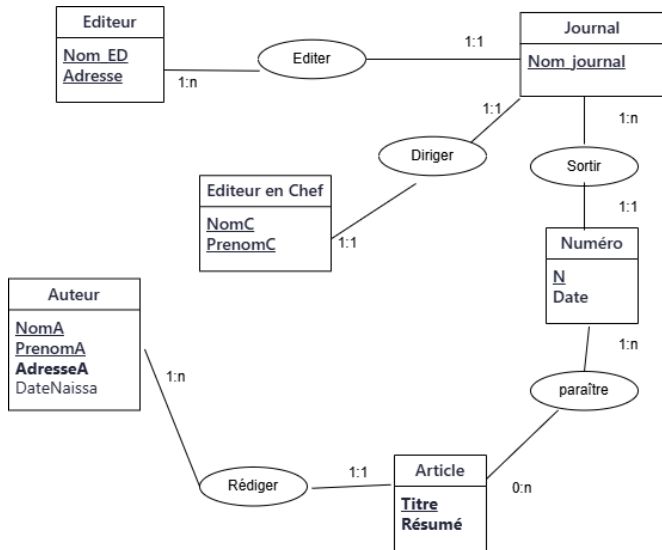 Editeur
Nom_ED
Adresse
1:n
Editer
1:1
Journal
Nom_journal
1:1
1:n
Diriger
Sortir
Editeur en Chef
NomC
PrenomC
1:1
1:1
Numéro
N
Date
Auteur
NomA
PrenomA
AdresseA
DateNaissa
1:n
1:n
paraître
Rédiger
1:1
Article
Titre
Résumé
0:n